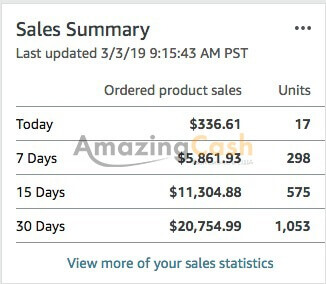 Sales Summary
Last updated 3/3/19 9:15:43 AM PST
Ordered product sales Units
Today $336.61 17
AmazingCash
7 Days $5,861.93 298
15 Days $11,304.88 575
30 Days $20,754.99 1,053
View more of your sales statistics